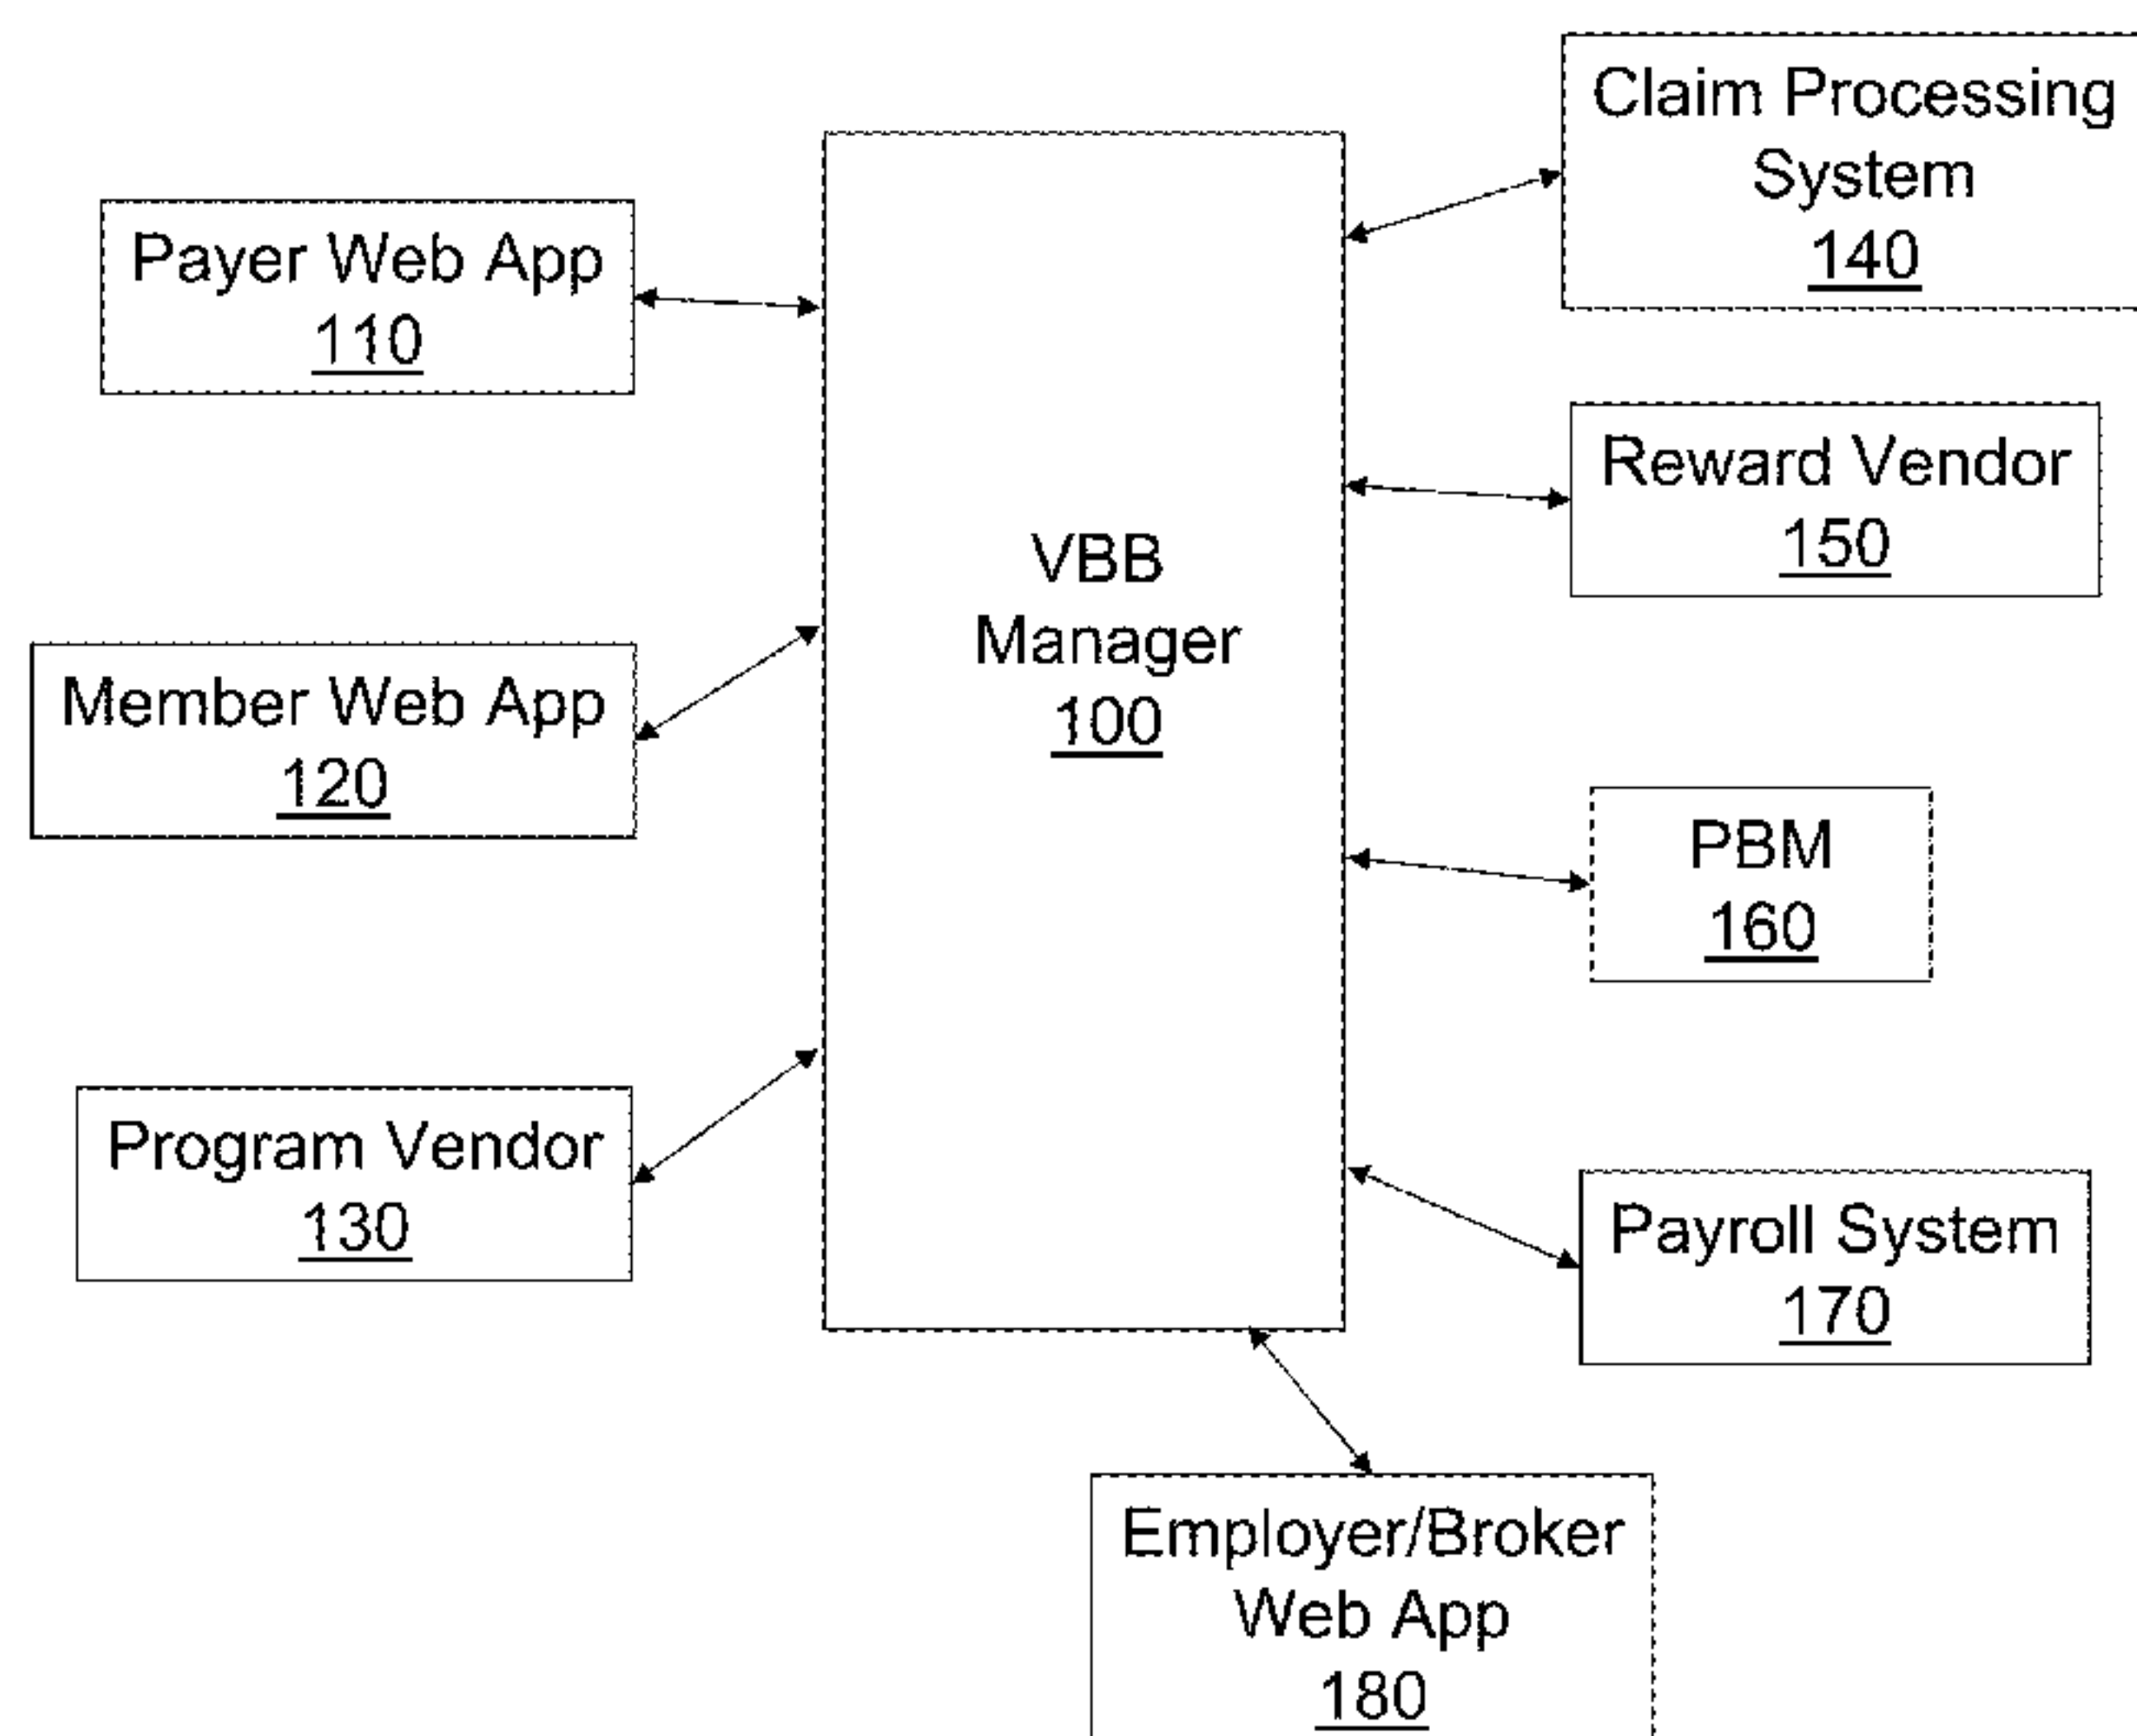 Payer Web App
110
Member Web App
120
Program Vendor
130
VBB
Manager
100
Claim Processing
System
140
Reward Vendor
150
PBM
160
Payroll System
170
Employer/Broker
Web App
180